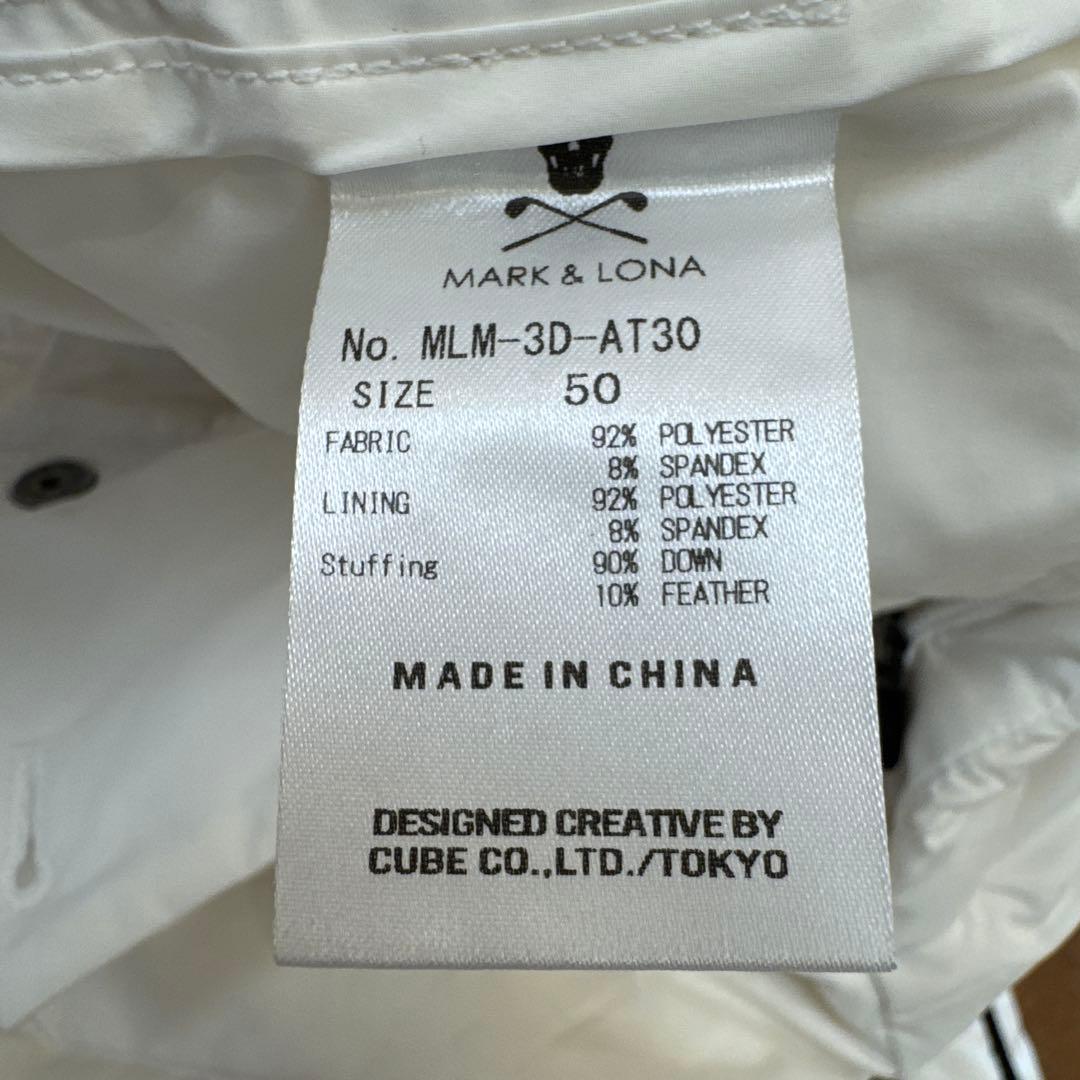 MARK & LONA
No. MLM-3D-AT30
SIZE 50
FABRIC 92% POLYESTER
8% SPANDEX
LINING 92% POLYESTER
8% SPANDEX
Stuffing 90% DOWN
10% FEATHER
MADE IN CHINA
DESIGNED CREATIVE BY
CUBE CO.,LTD./TOKYO